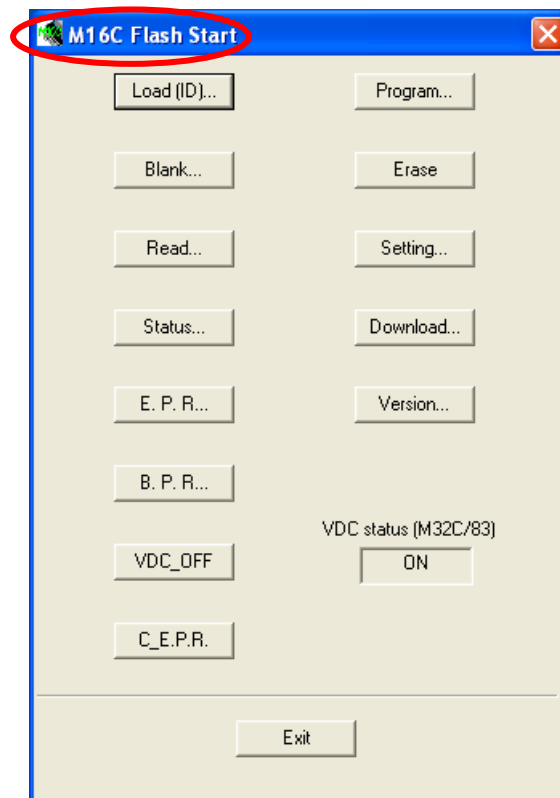 M16C Flash Start
Load (ID)...
Program...
Blank...
Erase
Read...
Setting...
Status...
Download...
E. P. R...
Version...
B. P. R...
VDC status (M32C/83)
VDC_OFF
ON
C_E.P.R.
Exit